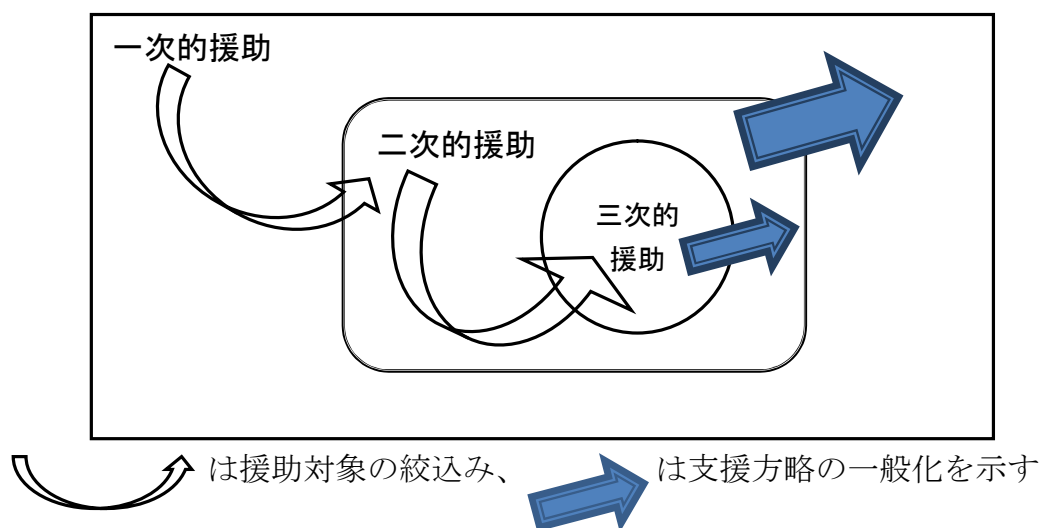 一次的援助
二次的援助
三次的
援助
は援助対象の絞込み、
は支援方略の一般化を示す